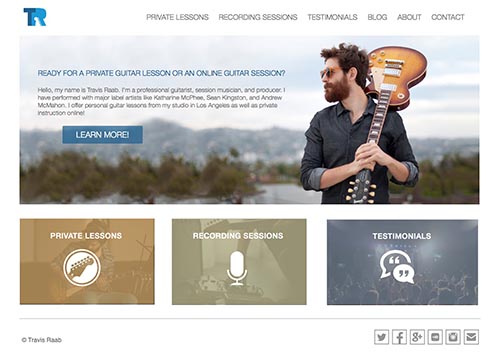 TR
PRIVATE LESSONS RECORDING SESSIONS TESTIMONIALS BLOG ABOUT CONTACT
READY FOR A PRIVATE GUITAR LESSON OR AN ONLINE GUITAR SESSION?
Hello, my name is Travis Raab. I'm a professional guitarist, session musician, and producer. I
have performed with major label artists like Katharine McPhee, Sean Kingston, and Andrew
McMahon. I offer personal guitar lessons from my studio in Los Angeles as well as private
instruction online!
LEARN MORE!
PRIVATE LESSONS
RECORDING SESSIONS
TESTIMONIALS
© Travis Raab